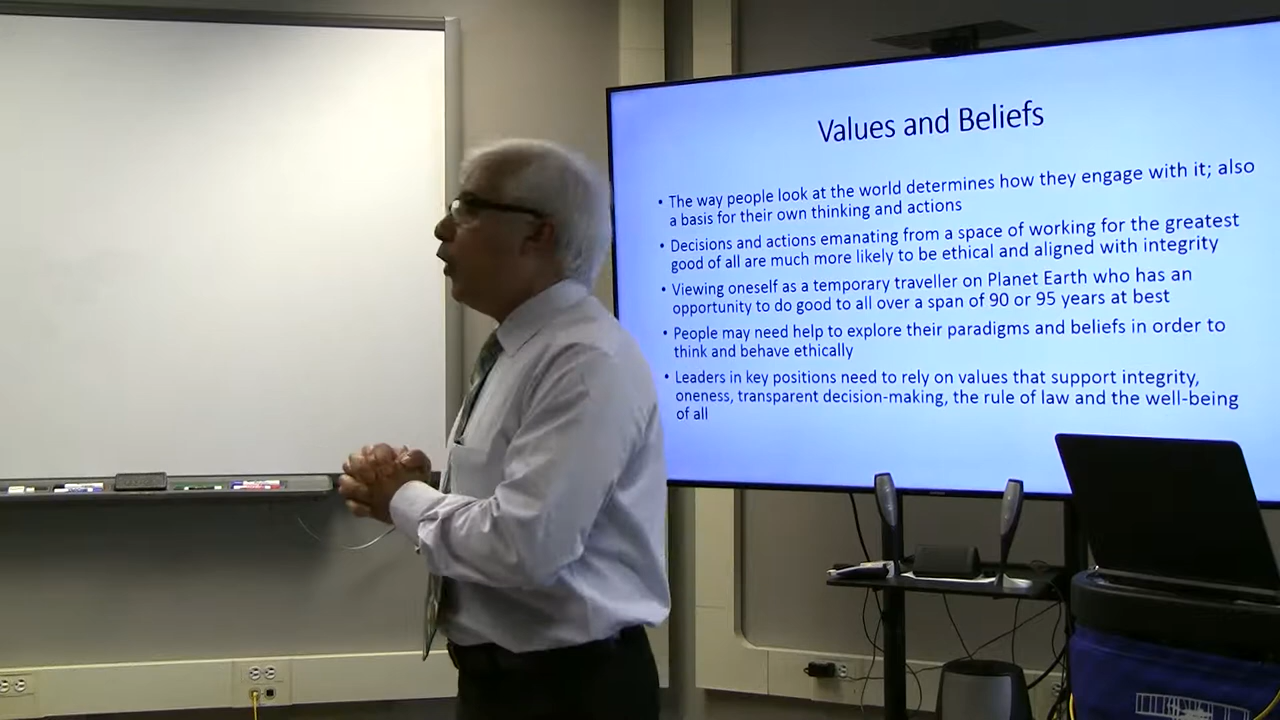 Values and Beliefs
• The way people look at the world determines how they engage with it; also
a basis for their own thinking and actions
• Decisions and actions emanating from a space of working for the greatest
good of all are much more likely to be ethical and aligned with integrity
• Viewing oneself as a temporary traveller on Planet Earth who has an
opportunity to do good to all over a span of 90 or 95 years at best
• People may need help to explore their paradigms and beliefs in order to
think and behave ethically
• Leaders in key positions need to rely on values that support integrity,
oneness, transparent decision-making, the rule of law and the well-being
of all